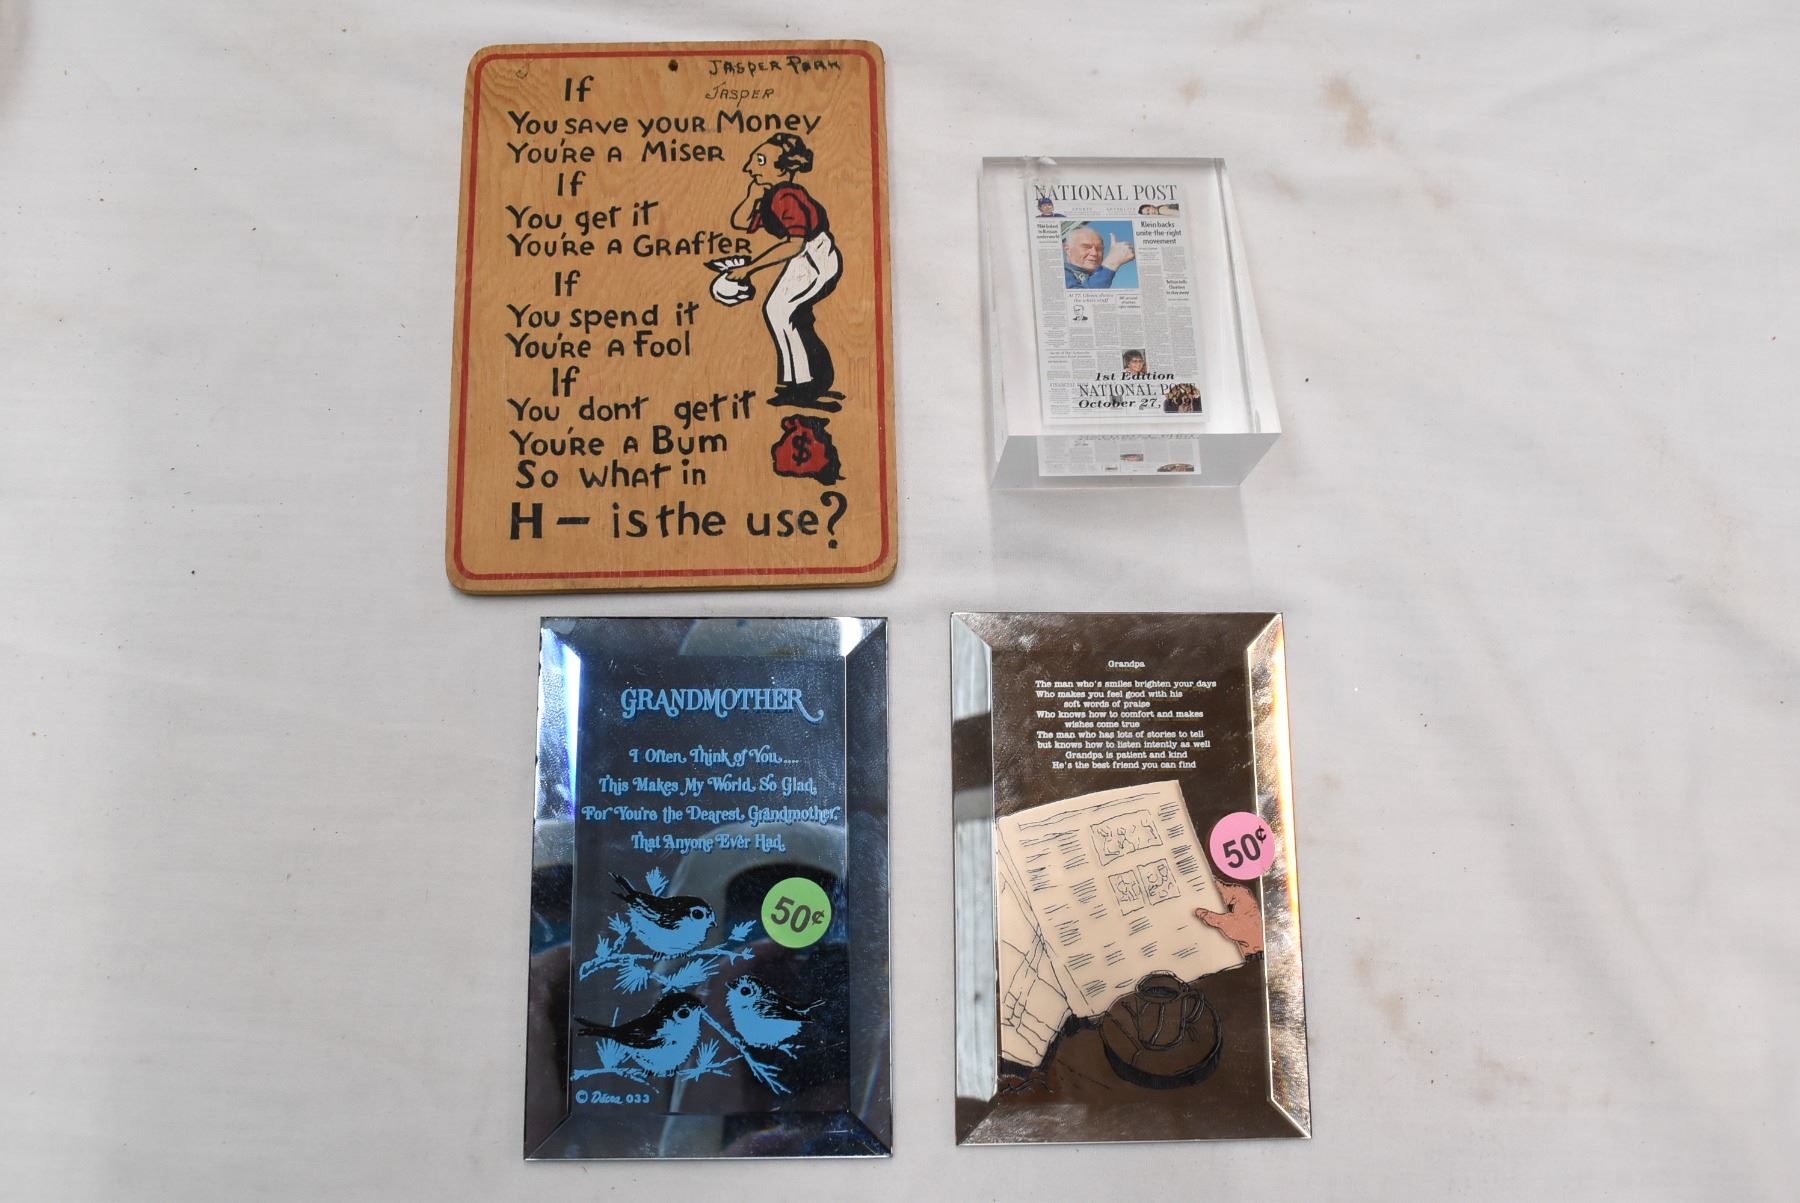 Jasper Park
Jasper
If
You save your Money
You're a Miser
If
You get it
You're a Grafter
If
You spend it
You're a Fool
If
You dont get it
You're a Bum
So what in
H — is the use?
$
NATIONAL POST
Klein backs
unite-the-right
movement
At 77, Glenn shows
the white stuff
1st Edition
NATIONAL POST
October 27,
GRANDMOTHER
I Often Think of You....
This Makes My World So Glad,
For You're the Dearest Grandmother,
That Anyone Ever Had.
50¢
© Décra 033
Grandpa
The man who's smiles brighten your days
Who makes you feel good with his
soft words of praise
Who knows how to comfort and makes
wishes come true
The man who has lots of stories to tell
but knows how to listen intently as well
Grandpa is patient and kind
He's the best friend you can find
50¢